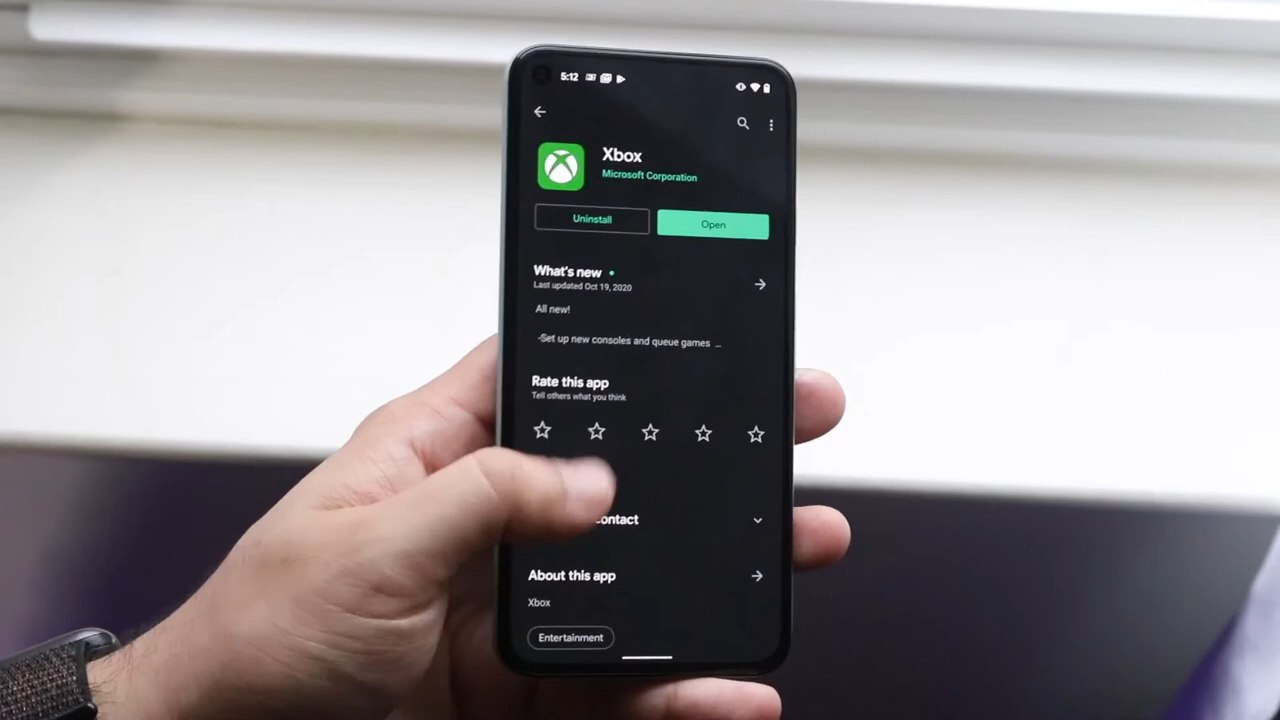 5:12
Xbox
Microsoft Corporation
Uninstall
Open
What's new
Last updated Oct 19, 2020
All new!
-Set up new consoles and queue games ...
Rate this app
Tell others what you think
contact
About this app
Xbox
Entertainment